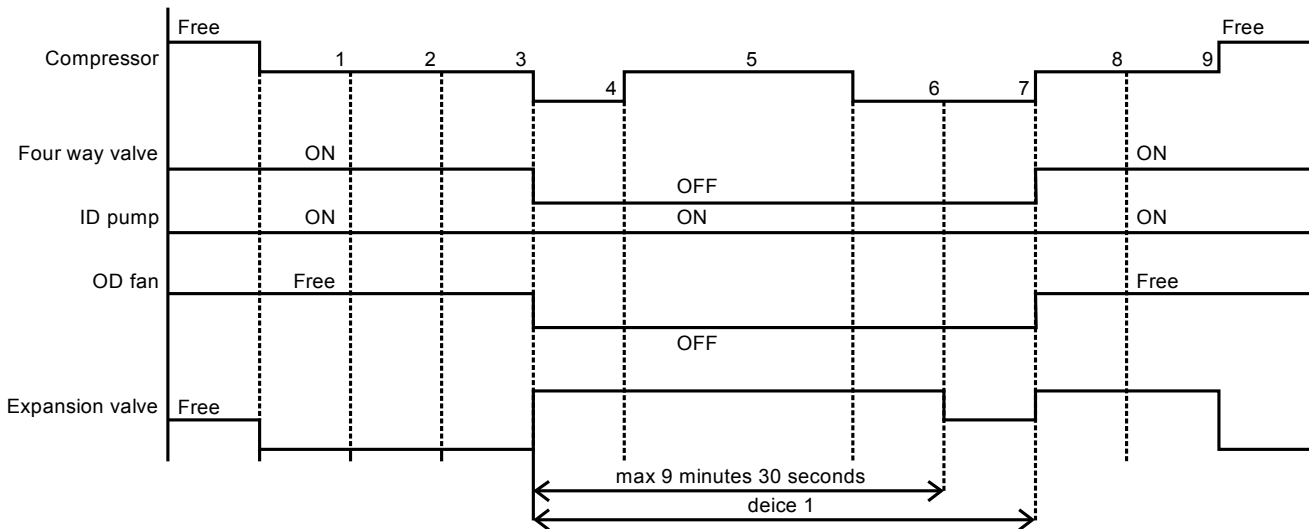 Free Free
Compressor 1 2 3 4 5 6 7 8 9
Four way valve ON OFF ON
ID pump ON ON ON
OD fan Free OFF Free
Expansion valve Free
max 9 minutes 30 seconds
deice 1